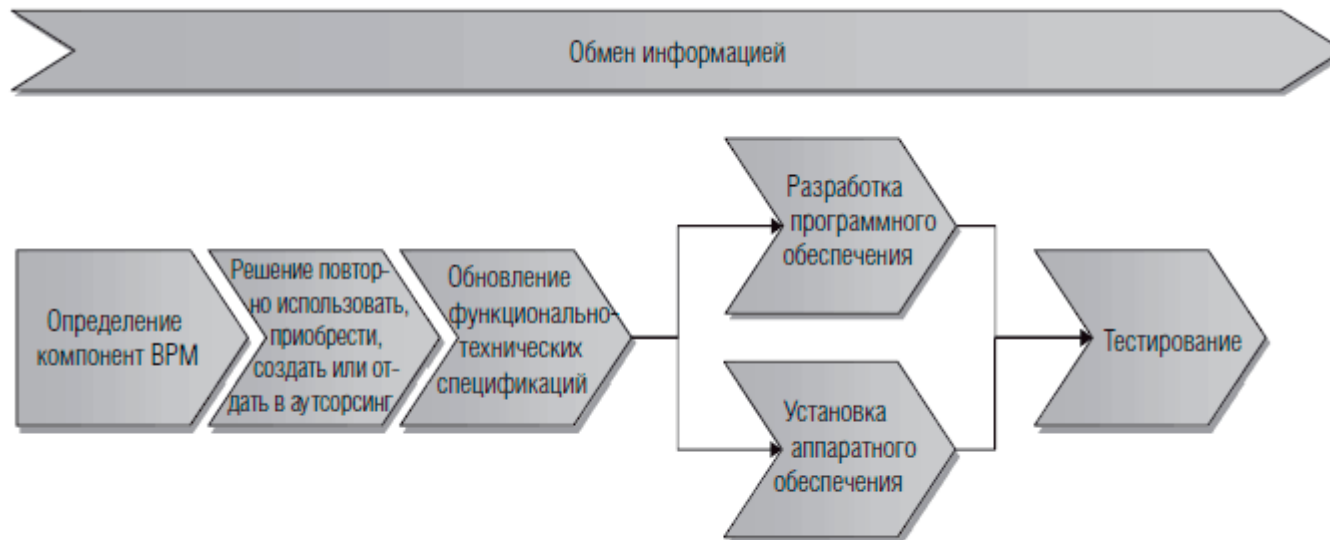 Обмен информацией
Определение
компонент BPM
Решение повтор-
но использовать,
приобрести,
создать или от-
дать в аутсорсинг
Обновление
функционально-
технических
спецификаций
Разработка
программного
обеспечения
Установка
аппаратного
обеспечения
Тестирование